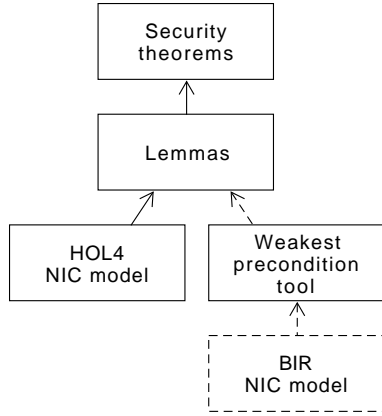 Security
theorems
Lemmas
HOL4
NIC model
Weakest
precondition
tool
BIR
NIC model